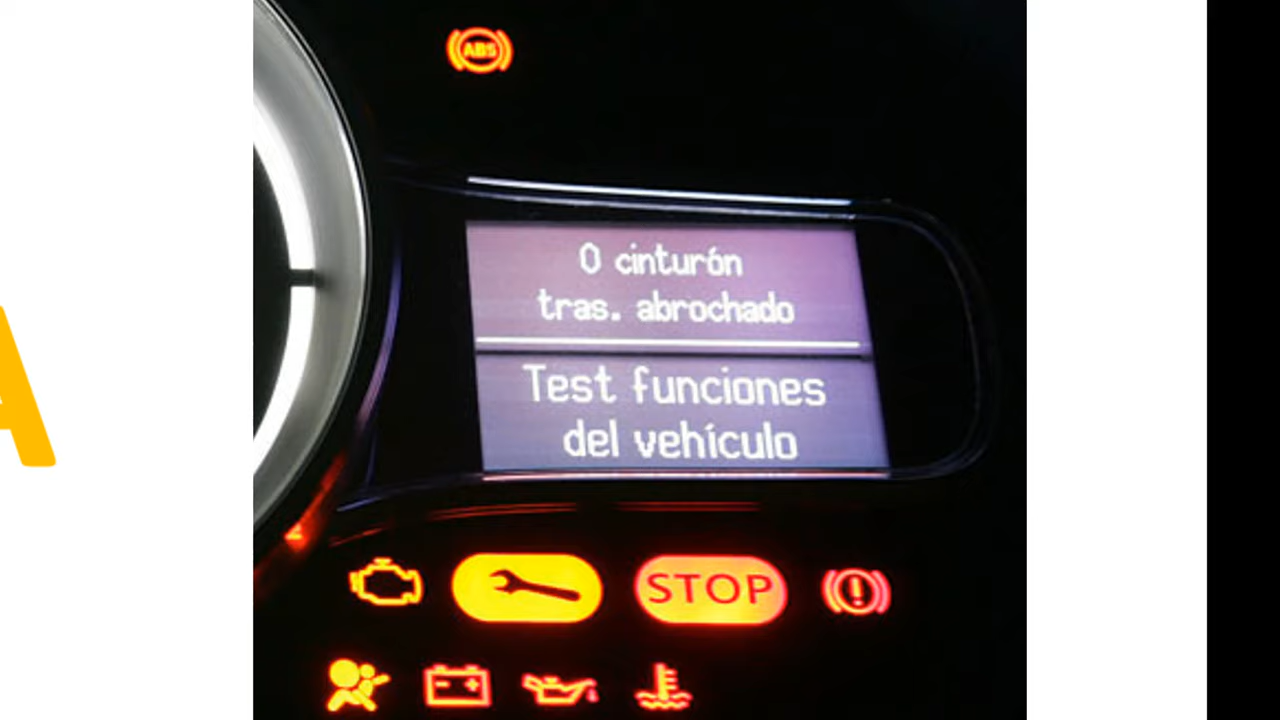 A
ABS
0 cinturón
tras. abrochado
Test funciones
del vehículo
STOP